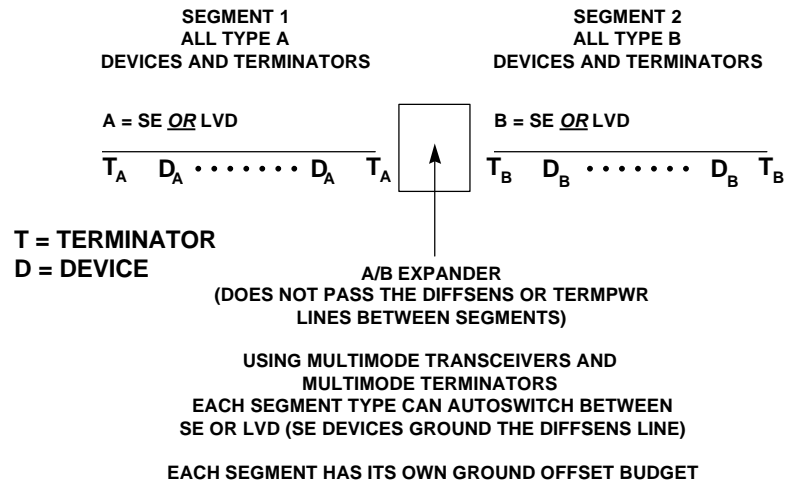 SEGMENT 1
ALL TYPE A
DEVICES AND TERMINATORS
SEGMENT 2
ALL TYPE B
DEVICES AND TERMINATORS
A = SE OR LVD
B = SE OR LVD
TA DA ······· DA TA
TB DB ······· DB TB
T = TERMINATOR
D = DEVICE
A/B EXPANDER
(DOES NOT PASS THE DIFFSENS OR TERMPWR
LINES BETWEEN SEGMENTS)
USING MULTIMODE TRANSCEIVERS AND
MULTIMODE TERMINATORS
EACH SEGMENT TYPE CAN AUTOSWITCH BETWEEN
SE OR LVD (SE DEVICES GROUND THE DIFFSENS LINE)
EACH SEGMENT HAS ITS OWN GROUND OFFSET BUDGET